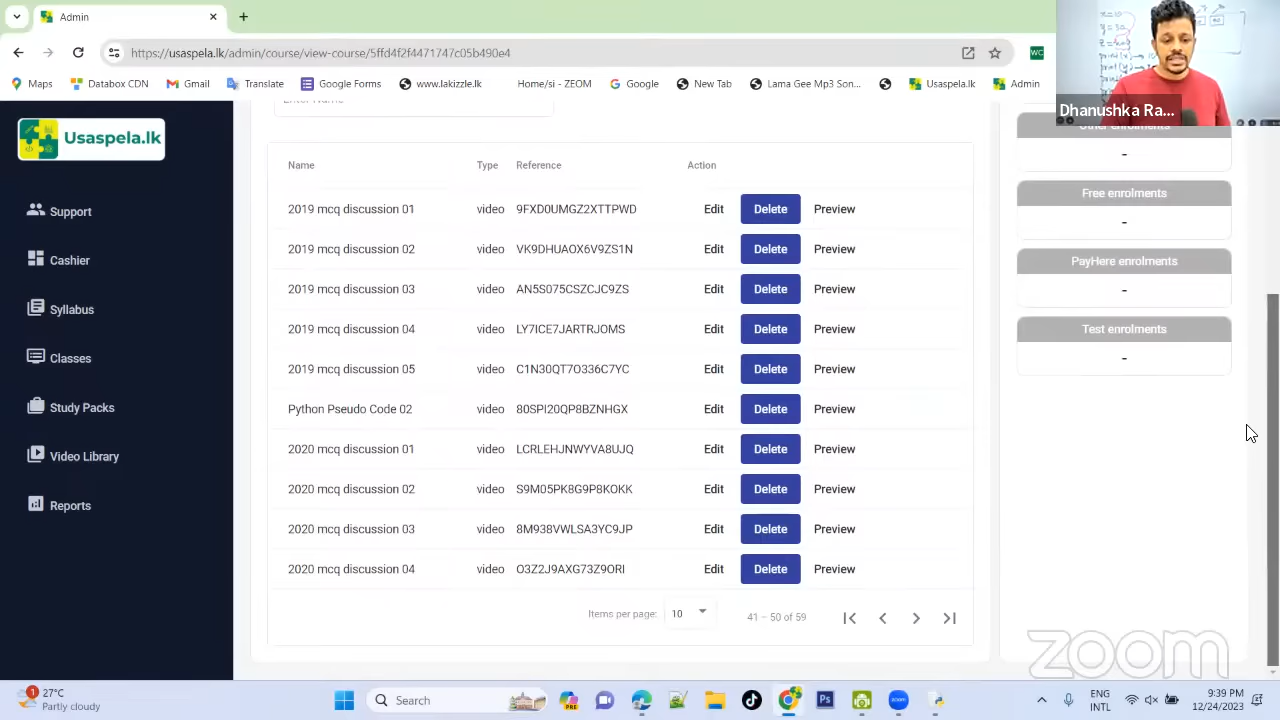 Admin
https://usaspela.lk/admin/course/view-course/
WC
Maps
Databox CDN
Gmail
Translate
Google Forms
www.lakizzat...
Home/si - ZEOM
Google
New Tab
Lama Gee Mp3 Son...
Usaspela.lk
Admin
Dhanushka Ra...
Usaspela.lk
Support
Cashier
Syllabus
Classes
Study Packs
Video Library
Reports
Enter Name
Name Type Reference Action
2019 mcq discussion 01 video 9FXD0UMGZ2XTTPWD Edit Delete Preview
2019 mcq discussion 02 video VK9DHUAOX6V9ZS1N Edit Delete Preview
2019 mcq discussion 03 video AN5S075CSZCJC9ZS Edit Delete Preview
2019 mcq discussion 04 video LY7ICE7JARTRJOMS Edit Delete Preview
2019 mcq discussion 05 video C1N30QT7O336C7YC Edit Delete Preview
Python Pseudo Code 02 video 80SPI20QP8BZNHGX Edit Delete Preview
2020 mcq discussion 01 video LCRLEHJNWYVA8UJQ Edit Delete Preview
2020 mcq discussion 02 video S9M05PK8G9P8KOKK Edit Delete Preview
2020 mcq discussion 03 video 8M938VWLSA3YC9JP Edit Delete Preview
2020 mcq discussion 04 video O3Z2J9AXG73Z9ORI Edit Delete Preview
Items per page: 10 41 – 50 of 59
Other enrolments
-
Free enrolments
-
PayHere enrolments
-
Test enrolments
-
zoom
1
27°C
Partly cloudy
Search
ENG
INTL
9:39 PM
12/24/2023